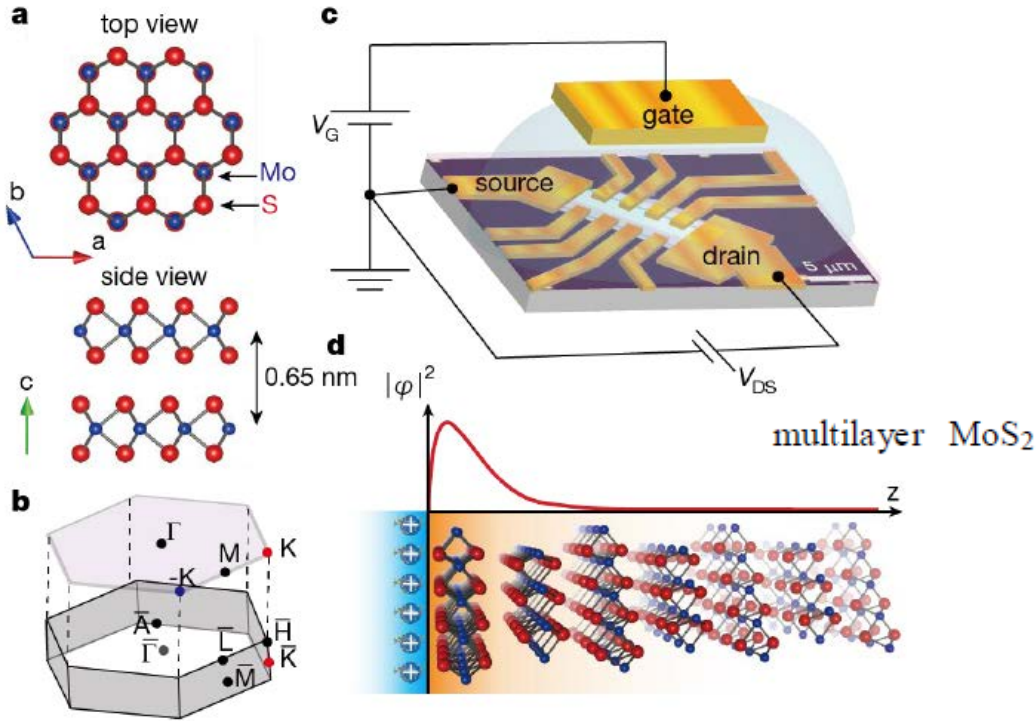 a
top view
Mo
S
b
a
side view
c
0.65 nm
b
Γ
M
K
-K
A̅
Γ̅
L̅
M̅
H̅
K̅
c
V_G
gate
source
drain
5 μm
V_DS
d
|φ|²
multilayer MoS₂
z
+
+
+
+
+
+